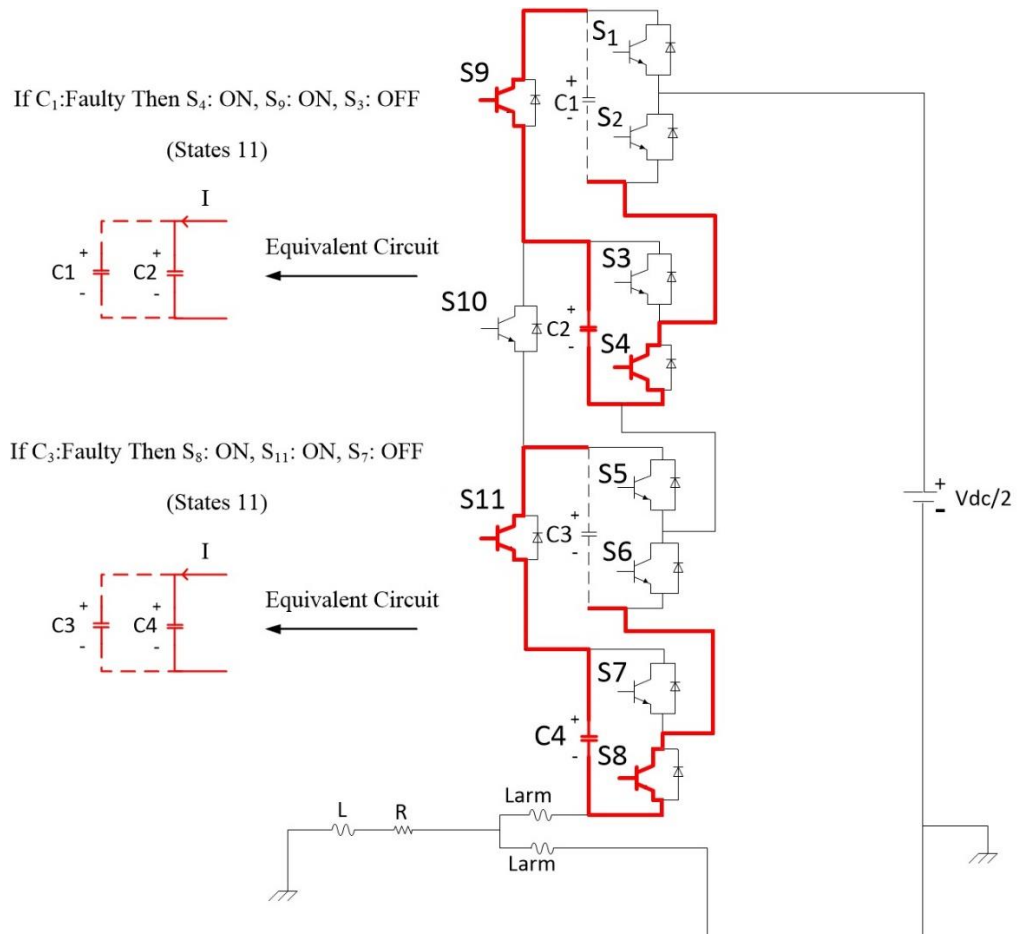 S1
S9
If C1:Faulty Then S4: ON, S9: ON, S3: OFF
+
C1
-
S2
(States 11)
I
+
C1
-
+
C2
-
Equivalent Circuit
S3
S10
+
C2
-
S4
If C3:Faulty Then S8: ON, S11: ON, S7: OFF
(States 11)
S5
S11
+
C3
-
S6
+
-
Vdc/2
I
+
C3
-
+
C4
-
Equivalent Circuit
S7
+
C4
-
S8
Larm
L
R
Larm